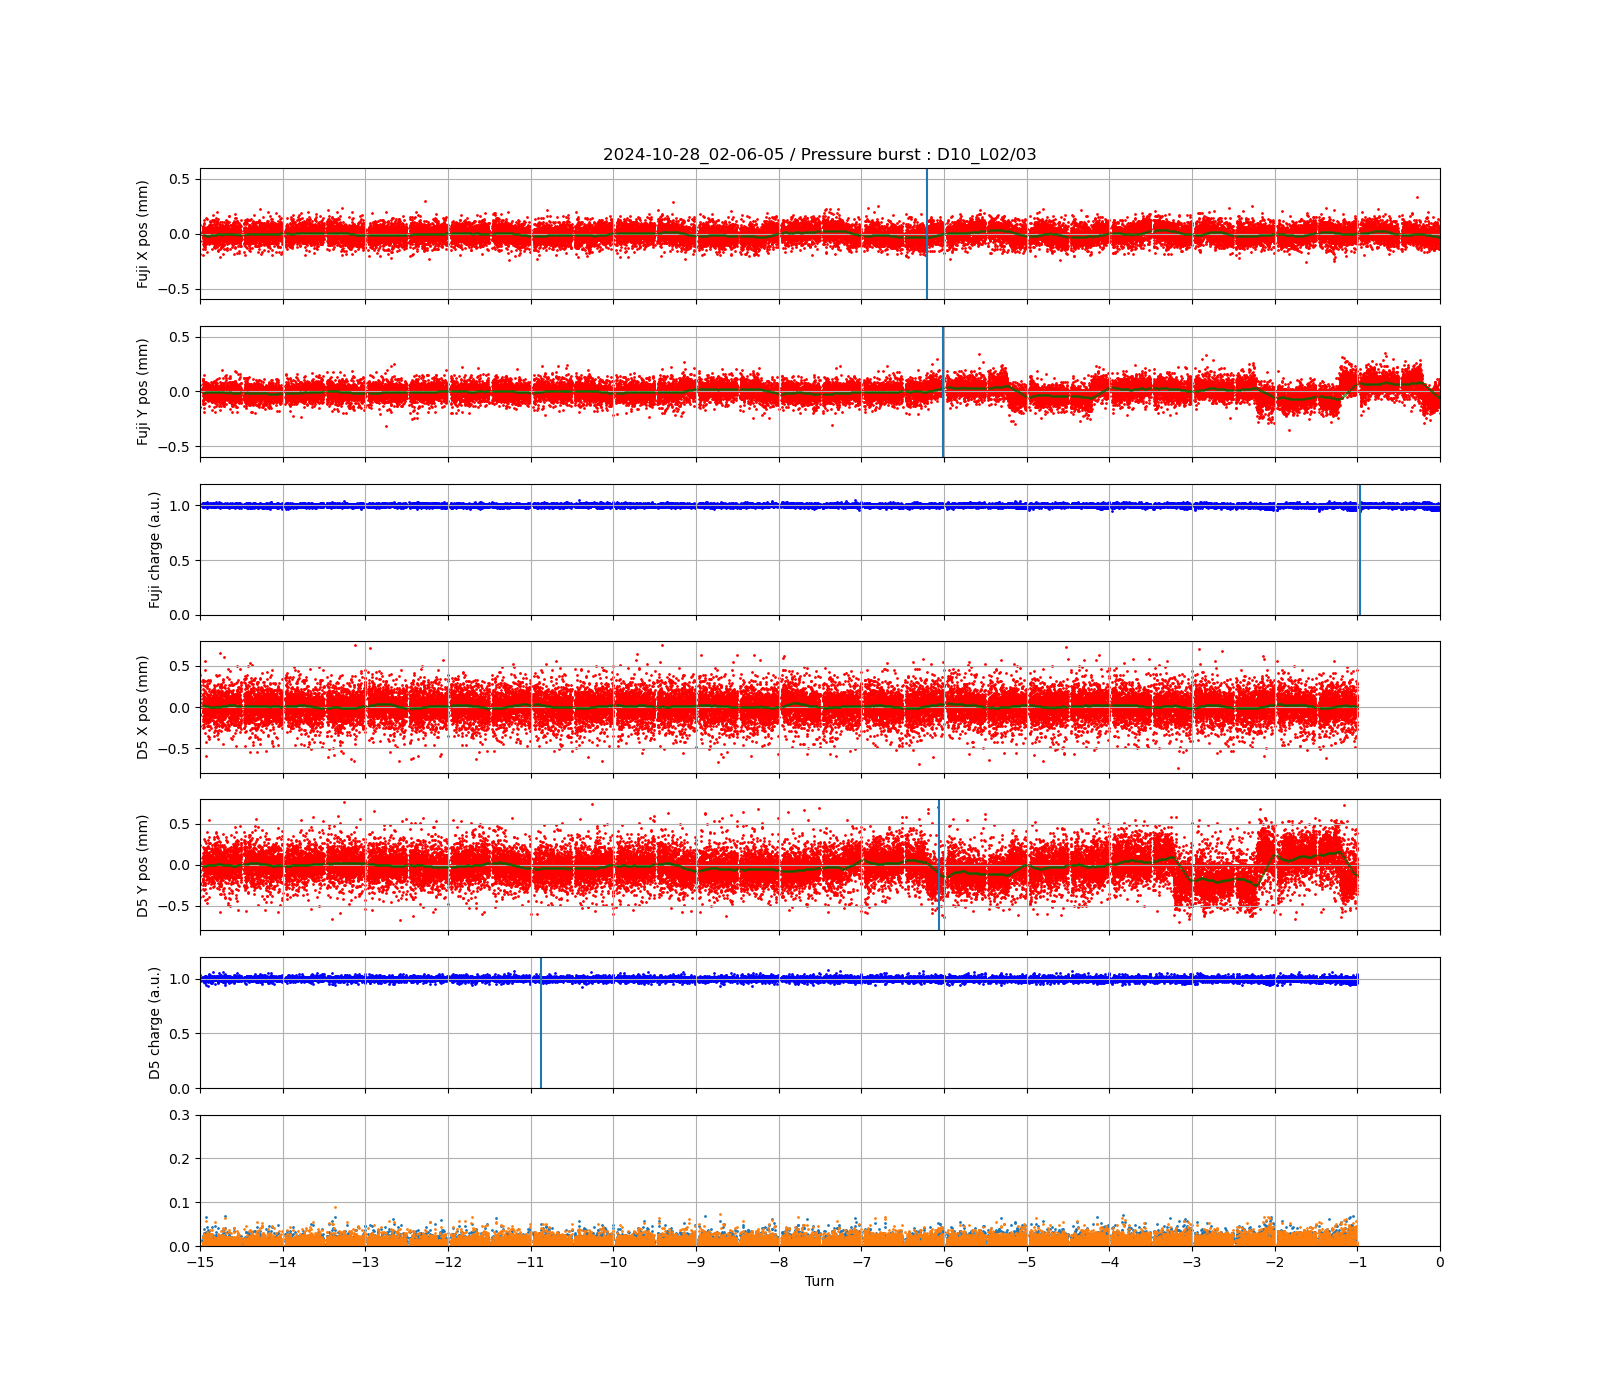 2024-10-28_02-06-05 / Pressure burst : D10_L02/03
0.5
0.0
−0.5
Fuji X pos (mm)
0.5
0.0
−0.5
Fuji Y pos (mm)
1.0
0.5
0.0
Fuji charge (a.u.)
0.5
0.0
−0.5
D5 X pos (mm)
0.5
0.0
−0.5
D5 Y pos (mm)
1.0
0.5
0.0
D5 charge (a.u.)
0.3
0.2
0.1
0.0
−15 −14 −13 −12 −11 −10 −9 −8 −7 −6 −5 −4 −3 −2 −1 0
Turn